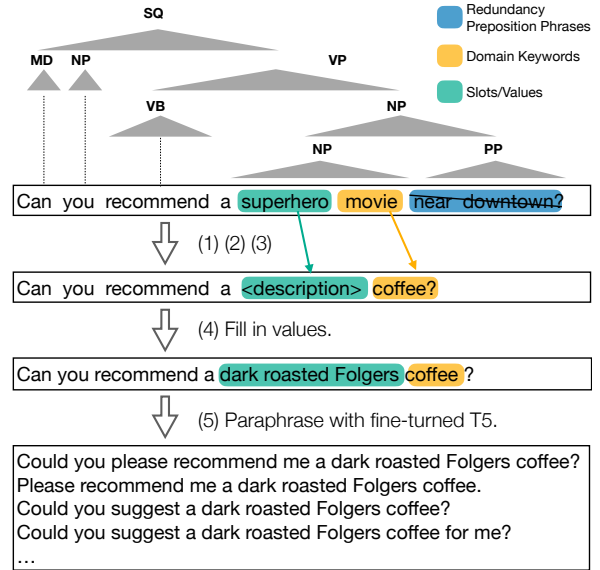 SQ
Redundancy
Preposition Phrases
MD NP VP
Domain Keywords
Slots/Values
VB NP
NP PP
Can you recommend a superhero movie near downtown?
(1) (2) (3)
Can you recommend a <description> coffee?
(4) Fill in values.
Can you recommend a dark roasted Folgers coffee ?
(5) Paraphrase with fine-turned T5.
Could you please recommend me a dark roasted Folgers coffee?
Please recommend me a dark roasted Folgers coffee.
Could you suggest a dark roasted Folgers coffee?
Could you suggest a dark roasted Folgers coffee for me?
...